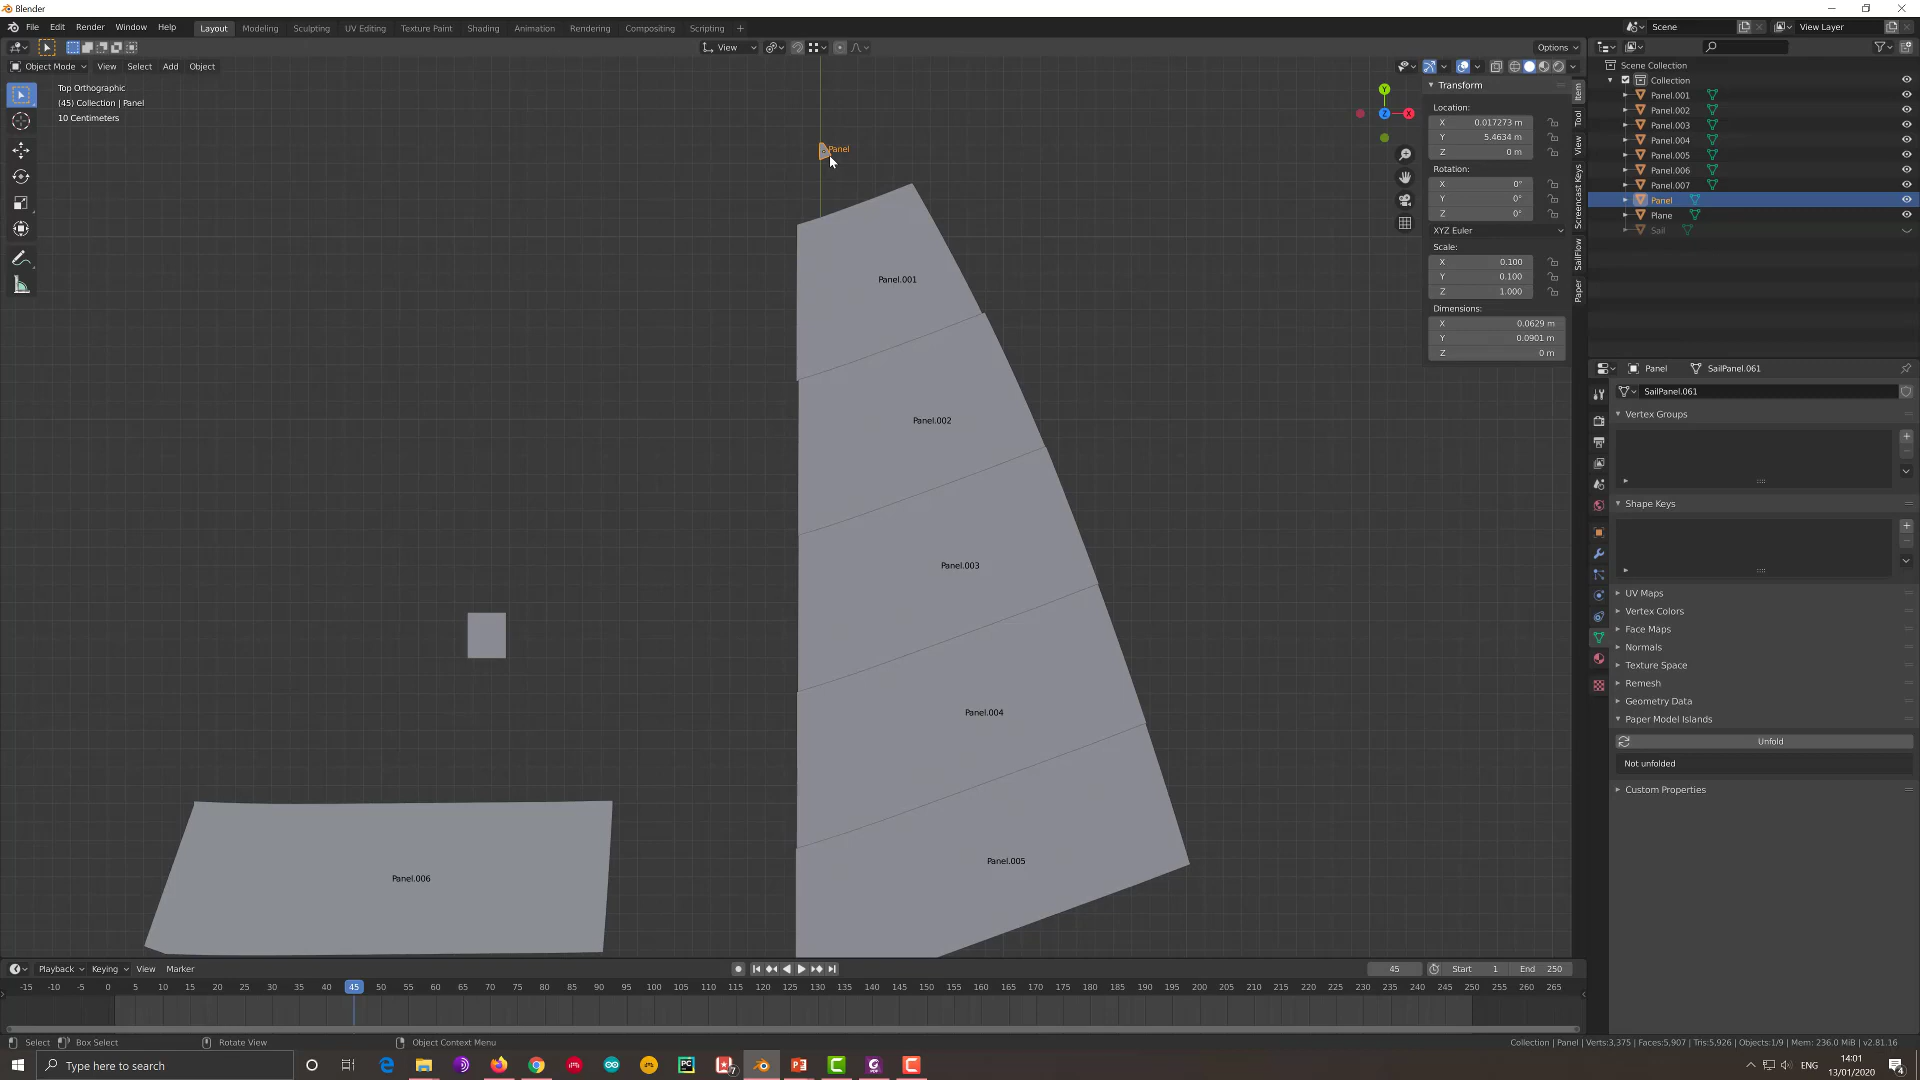 Blender
File Edit Render Window Help Layout Modeling Sculpting UV Editing Texture Paint Shading Animation Rendering Compositing Scripting + Scene View Layer
View Options
Object Mode View Select Add Object
Top Orthographic
(45) Collection | Panel
10 Centimeters
Panel
Panel.001
Panel.002
Panel.003
Panel.004
Panel.005
Panel.006
Y
Z
X
Transform
Location:
X 0.017273 m
Y 5.4634 m
Z 0 m
Rotation:
X 0°
Y 0°
Z 0°
XYZ Euler
Scale:
X 0.100
Y 0.100
Z 1.000
Dimensions:
X 0.0629 m
Y 0.0901 m
Z 0 m
Item
Tool
View
Screencast Keys
SailFlow
Paper
Scene Collection
Collection
Panel.001
Panel.002
Panel.003
Panel.004
Panel.005
Panel.006
Panel.007
Panel
Plane
Sail
Panel SailPanel.061
SailPanel.061
Vertex Groups
Shape Keys
UV Maps
Vertex Colors
Face Maps
Normals
Texture Space
Remesh
Geometry Data
Paper Model Islands
Unfold
Not unfolded
Custom Properties
Playback Keying View Marker 45 Start 1 End 250
-15 -10 -5 0 5 10 15 20 25 30 35 40 45 50 55 60 65 70 75 80 85 90 95 100 105 110 115 120 125 130 135 140 145 150 155 160 165 170 175 180 185 190 195 200 205 210 215 220 225 230 235 240 245 250 255 260 265
Select Box Select Rotate View Object Context Menu Collection | Panel | Verts:3,375 | Faces:5,907 | Tris:5,926 | Objects:1/9 | Mem: 236.0 MiB | v2.81.16
Type here to search
ENG
14:01
13/01/2020